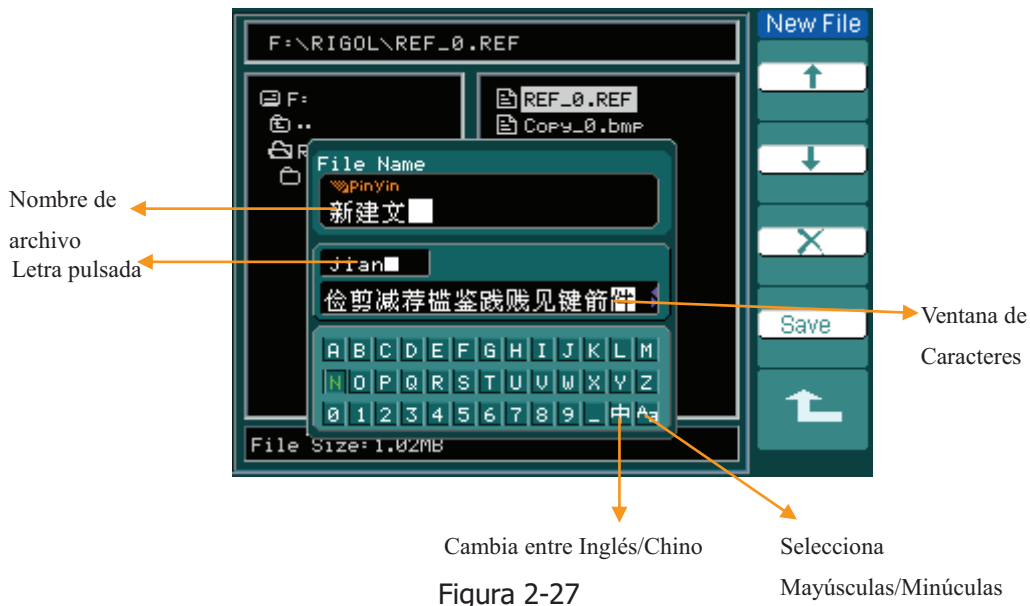 New File
F:\RIGOL\REF_0.REF
F:
..
R
REF_0.REF
Copy_0.bmp
File Name
PinYin
新建文
jian
俭剪减荐槛鉴践贱见键箭件
A B C D E F G H I J K L M
N O P Q R S T U V W X Y Z
0 1 2 3 4 5 6 7 8 9 _ 中 Aa
File Size:1.02MB
Save
Nombre de
archivo
Letra pulsada
Ventana de
Caracteres
Cambia entre Inglés/Chino
Selecciona
Mayúsculas/Minúculas
Figura 2-27